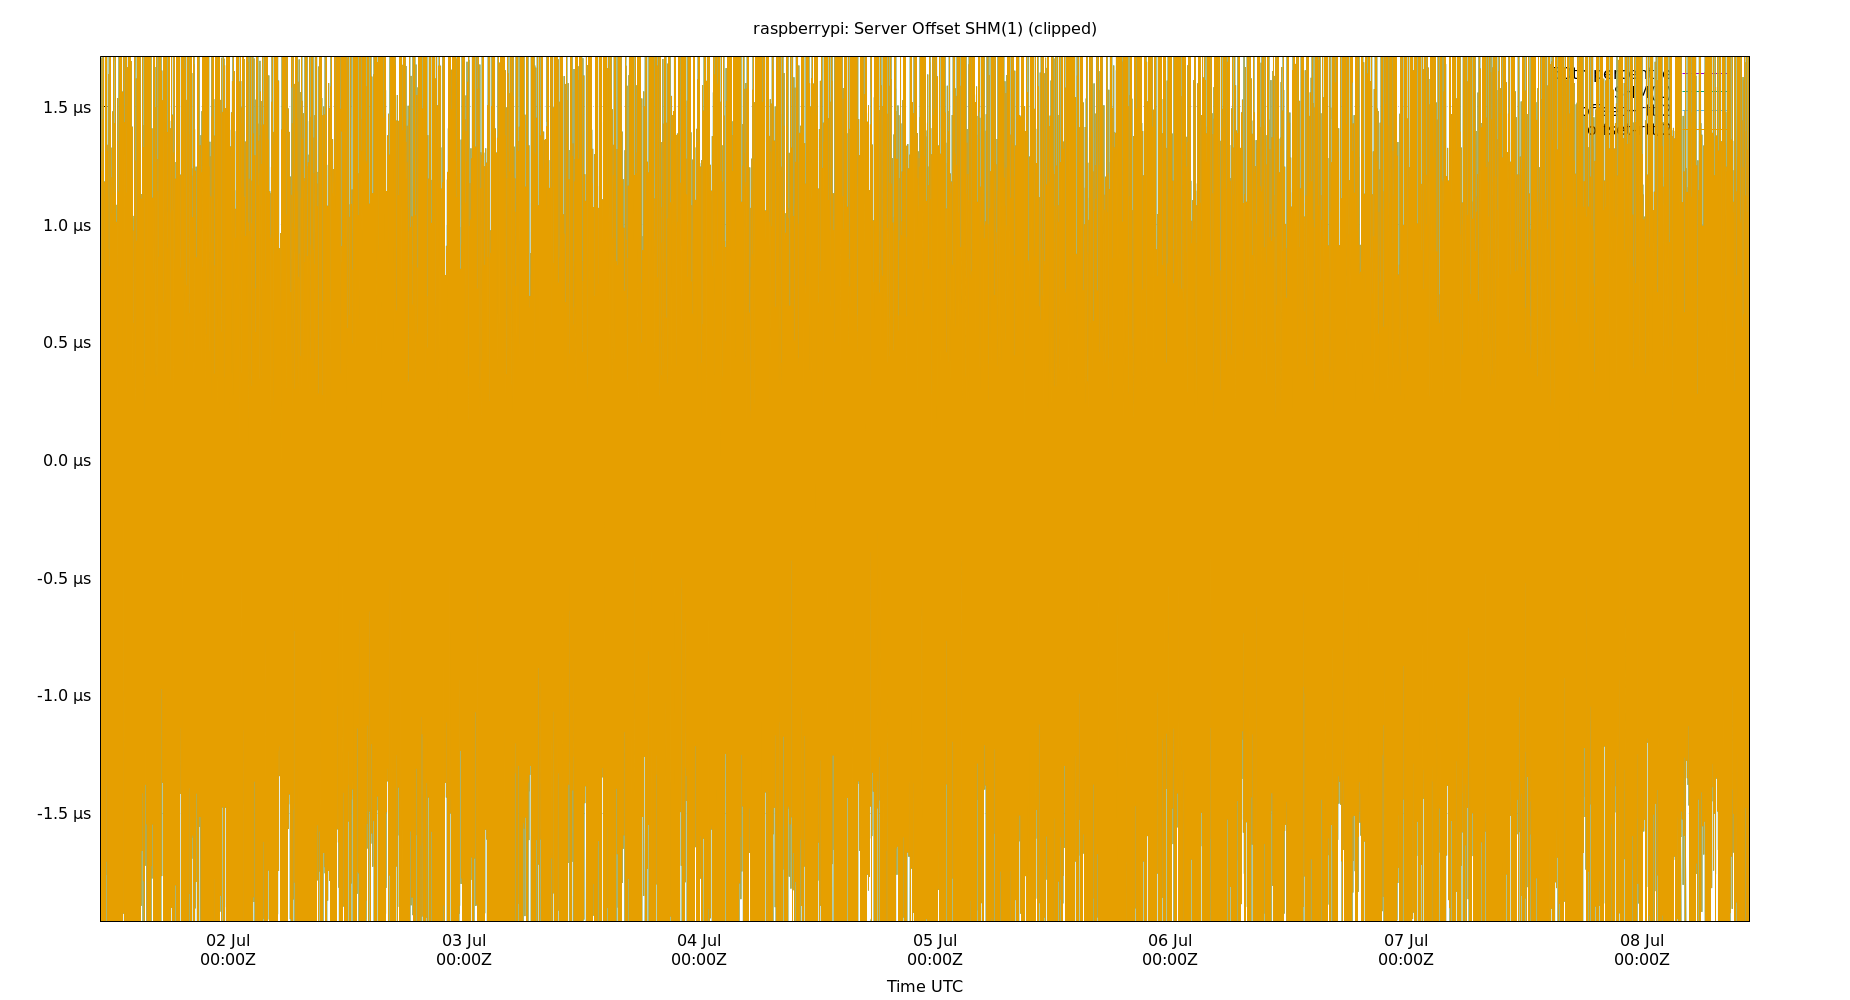 raspberrypi: Server Offset SHM(1) (clipped)
1.5 µs
1.0 µs
0.5 µs
0.0 µs
-0.5 µs
-1.0 µs
-1.5 µs
02 Jul 03 Jul 04 Jul 05 Jul 06 Jul 07 Jul 08 Jul
00:00Z 00:00Z 00:00Z 00:00Z 00:00Z 00:00Z 00:00Z
Time UTC